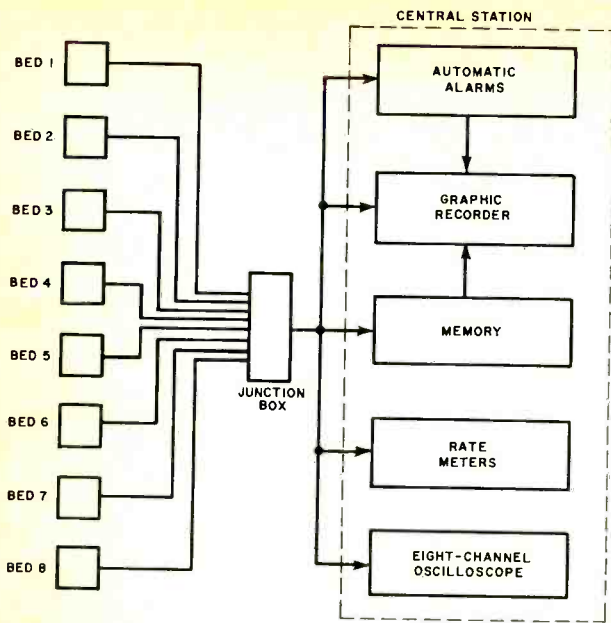 CENTRAL STATION
BED 1
BED 2
BED 3
BED 4
BED 5
BED 6
BED 7
BED 8
JUNCTION
BOX
AUTOMATIC
ALARMS
GRAPHIC
RECORDER
MEMORY
RATE
METERS
EIGHT-CHANNEL
OSCILLOSCOPE